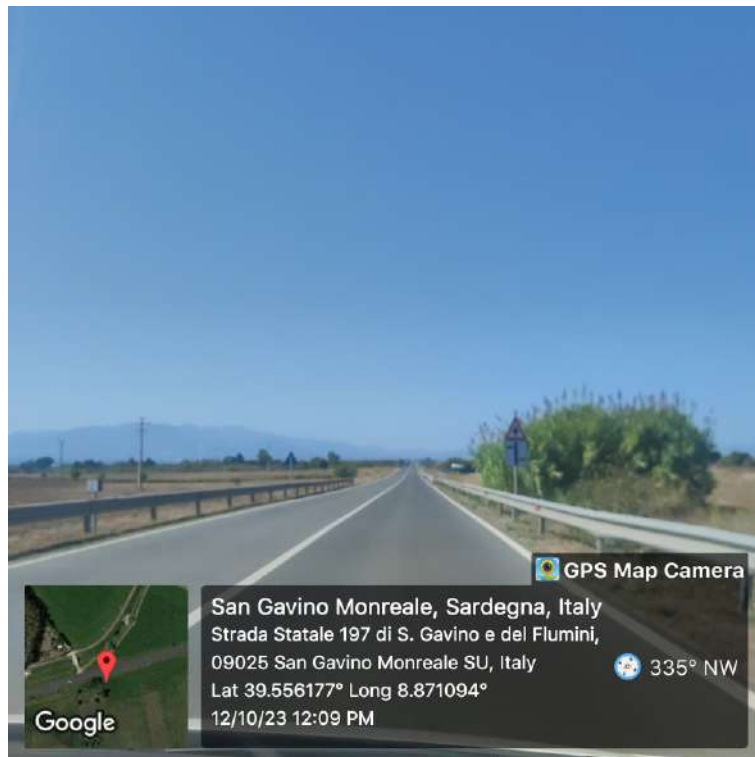 GPS Map Camera
San Gavino Monreale, Sardegna, Italy
Strada Statale 197 di S. Gavino e del Flumini,
09025 San Gavino Monreale SU, Italy
335° NW
Lat 39.556177° Long 8.871094°
12/10/23 12:09 PM
Google